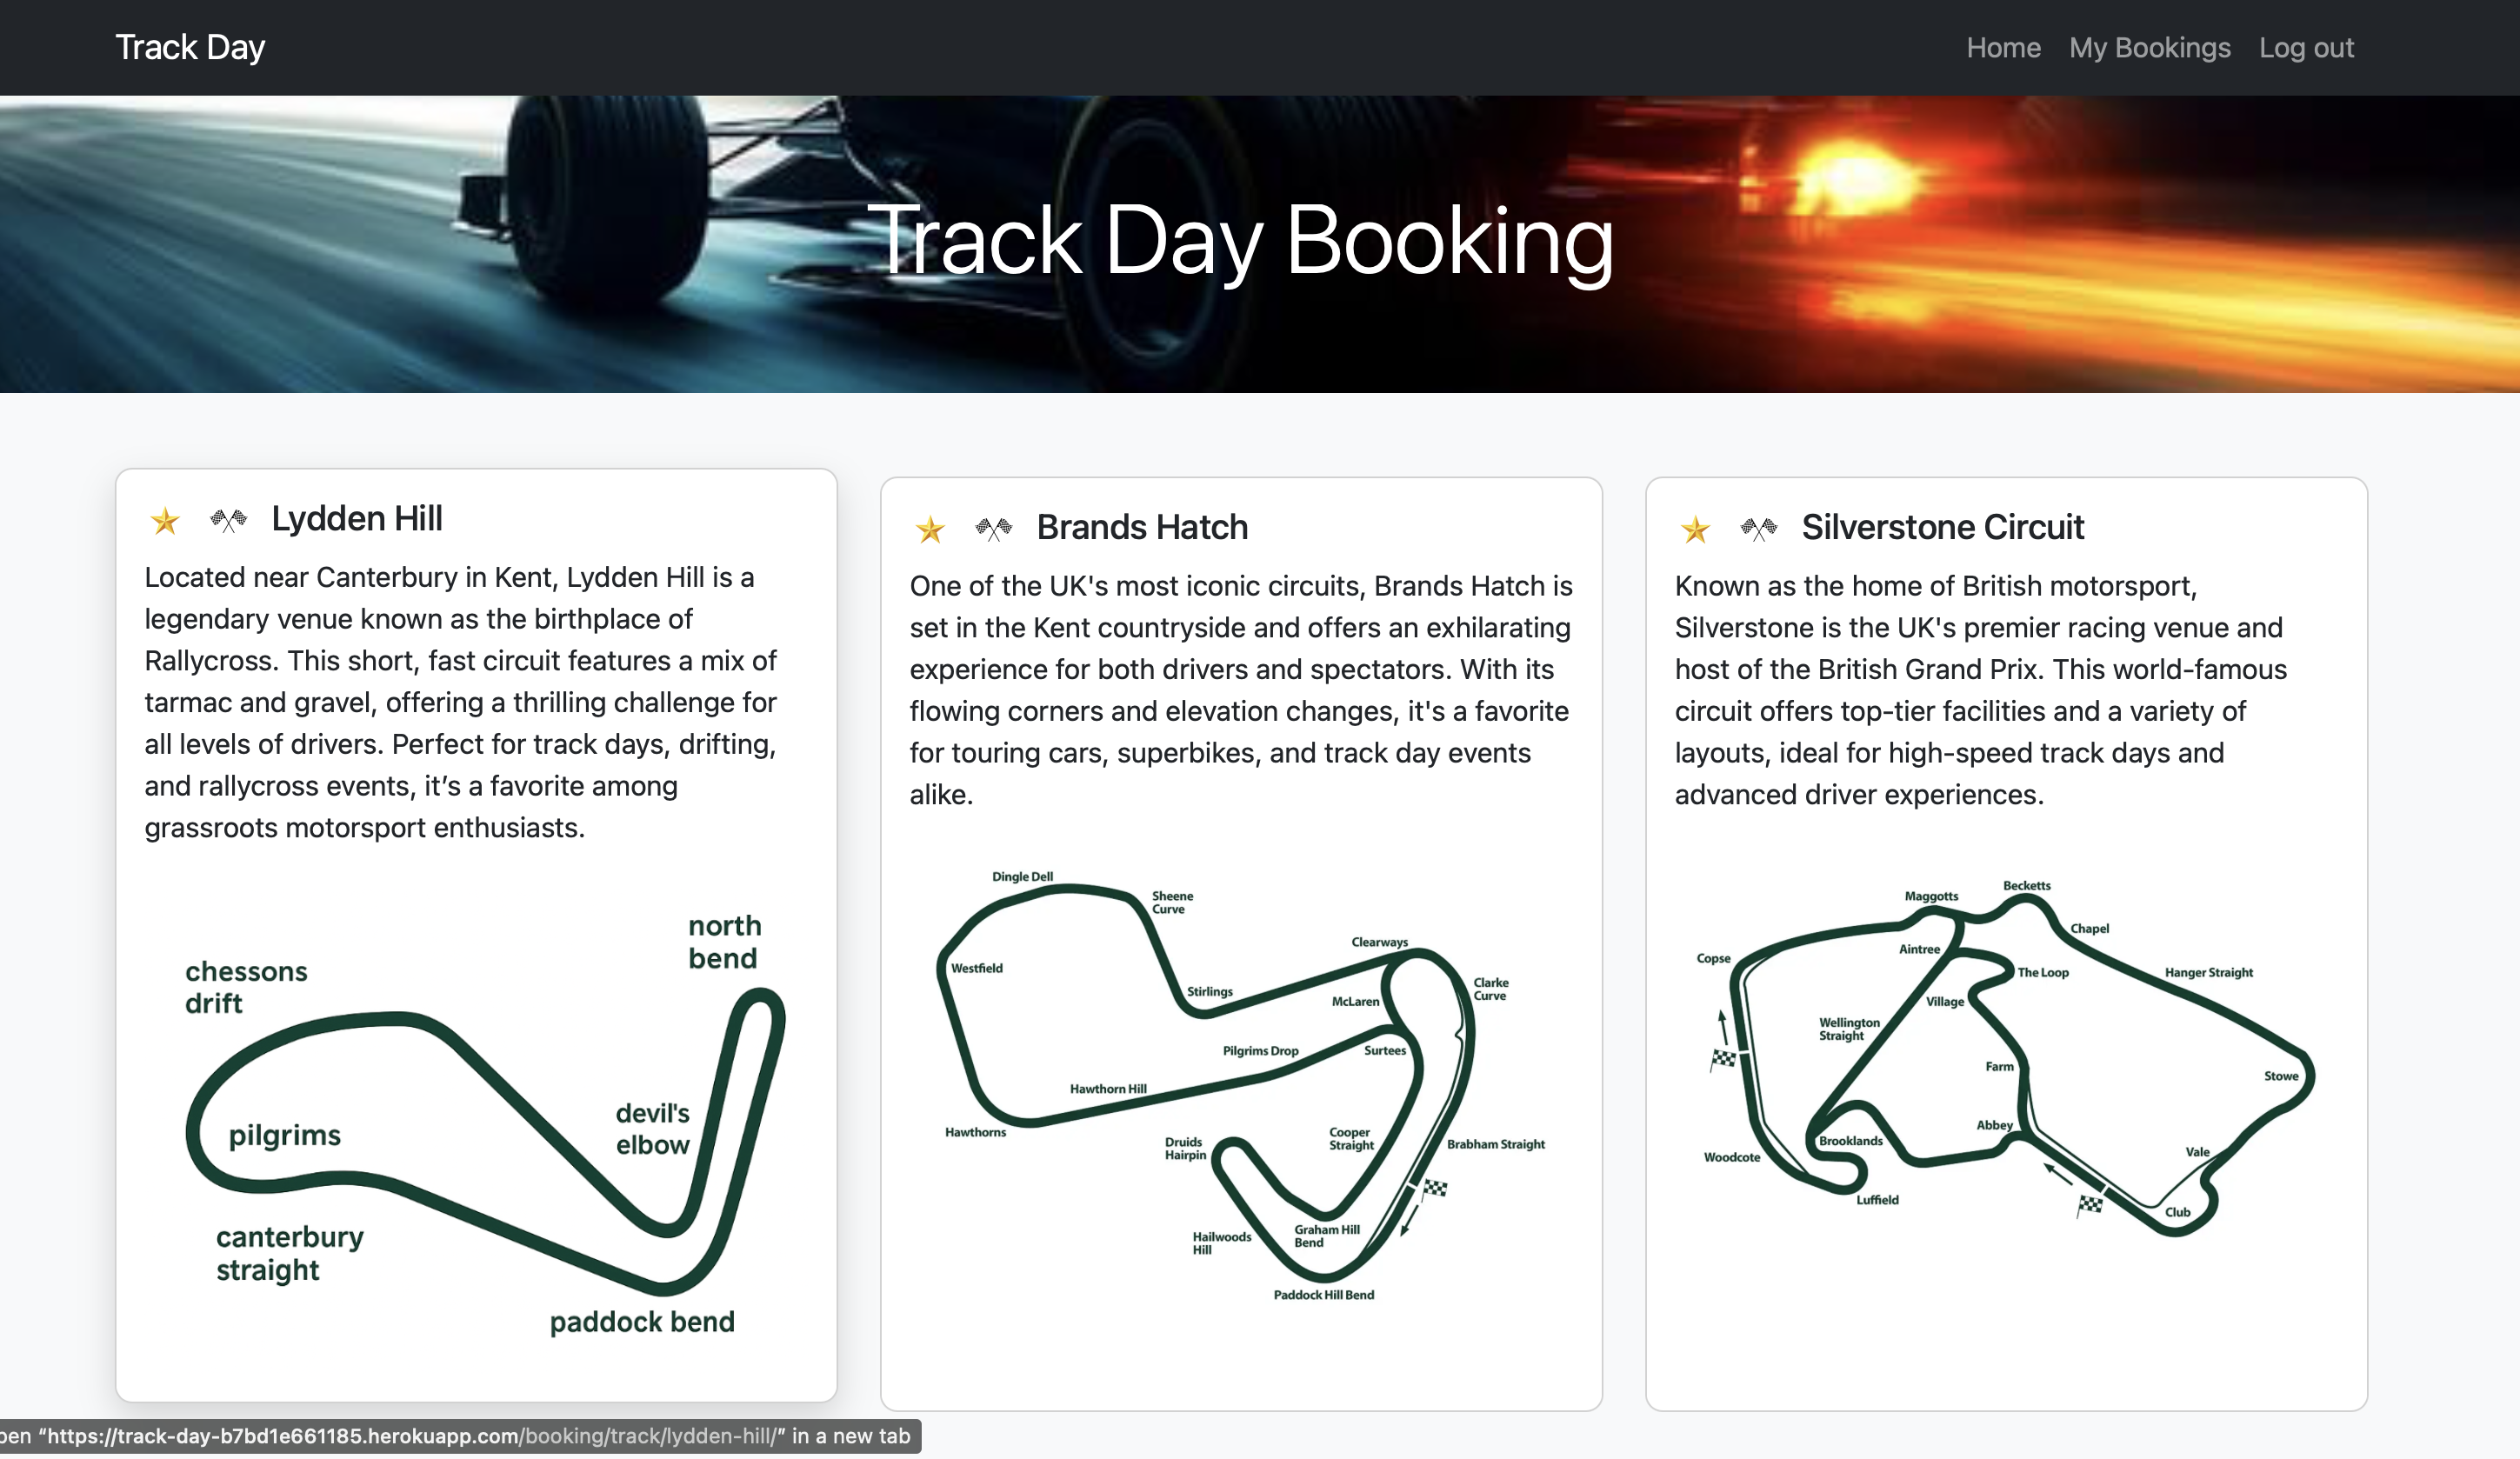 Track Day
Home My Bookings Log out
Track Day Booking
Lydden Hill
Located near Canterbury in Kent, Lydden Hill is a
legendary venue known as the birthplace of
Rallycross. This short, fast circuit features a mix of
tarmac and gravel, offering a thrilling challenge for
all levels of drivers. Perfect for track days, drifting,
and rallycross events, it’s a favorite among
grassroots motorsport enthusiasts.
north
bend
chessons
drift
devil's
elbow
pilgrims
canterbury
straight
paddock bend
Brands Hatch
One of the UK's most iconic circuits, Brands Hatch is
set in the Kent countryside and offers an exhilarating
experience for both drivers and spectators. With its
flowing corners and elevation changes, it's a favorite
for touring cars, superbikes, and track day events
alike.
Dingle Dell
Sheene
Curve
Clearways
Westfield
Stirlings
Clarke
Curve
McLaren
Pilgrims Drop
Surtees
Hawthorn Hill
Hawthorns
Druids
Hairpin
Cooper
Straight
Brabham Straight
Hailwoods
Hill
Graham Hill
Bend
Paddock Hill Bend
Silverstone Circuit
Known as the home of British motorsport,
Silverstone is the UK's premier racing venue and
host of the British Grand Prix. This world-famous
circuit offers top-tier facilities and a variety of
layouts, ideal for high-speed track days and
advanced driver experiences.
Becketts
Maggotts
Chapel
Aintree
Copse
The Loop
Hanger Straight
Village
Wellington
Straight
Farm
Stowe
Abbey
Brooklands
Vale
Woodcote
Luffield
Club
pen “https://track-day-b7bd1e661185.herokuapp.com/booking/track/lydden-hill/” in a new tab